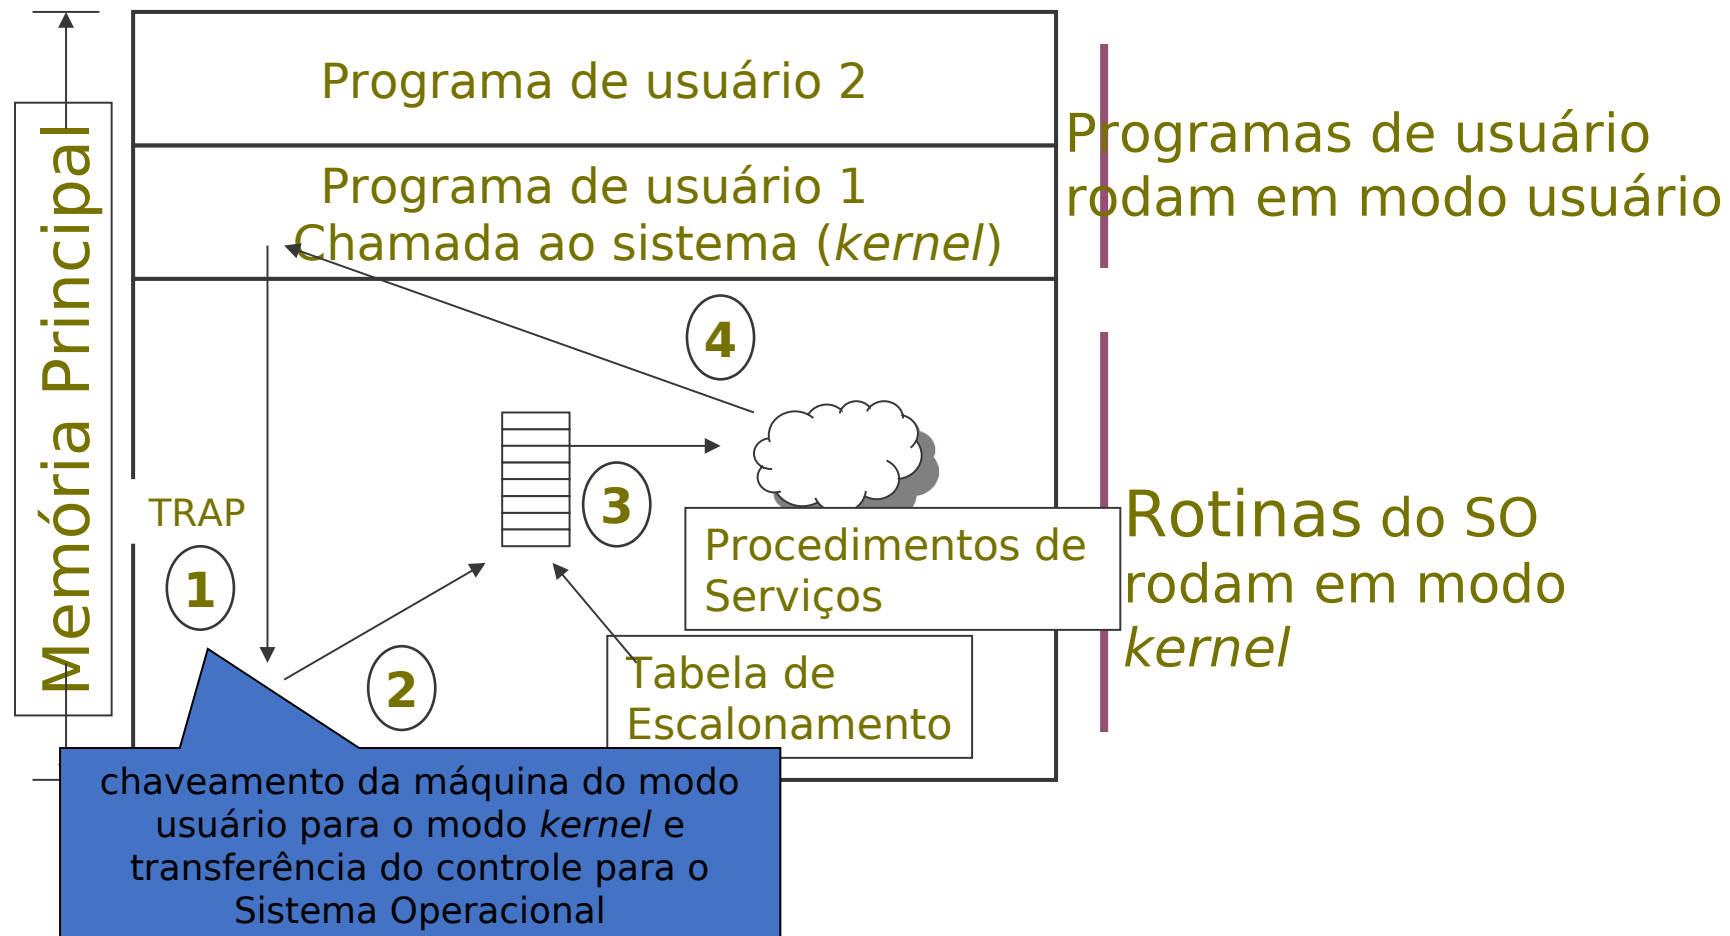 Programa de usuário 2
Programas de usuário
rodam em modo usuário
Programa de usuário 1
Chamada ao sistema (kernel)
Memória Principal
4
TRAP
1
3
2
Procedimentos de
Serviços
Rotinas do SO
rodam em modo
kernel
Tabela de
Escalonamento
chaveamento da máquina do modo
usuário para o modo kernel e
transferência do controle para o
Sistema Operacional